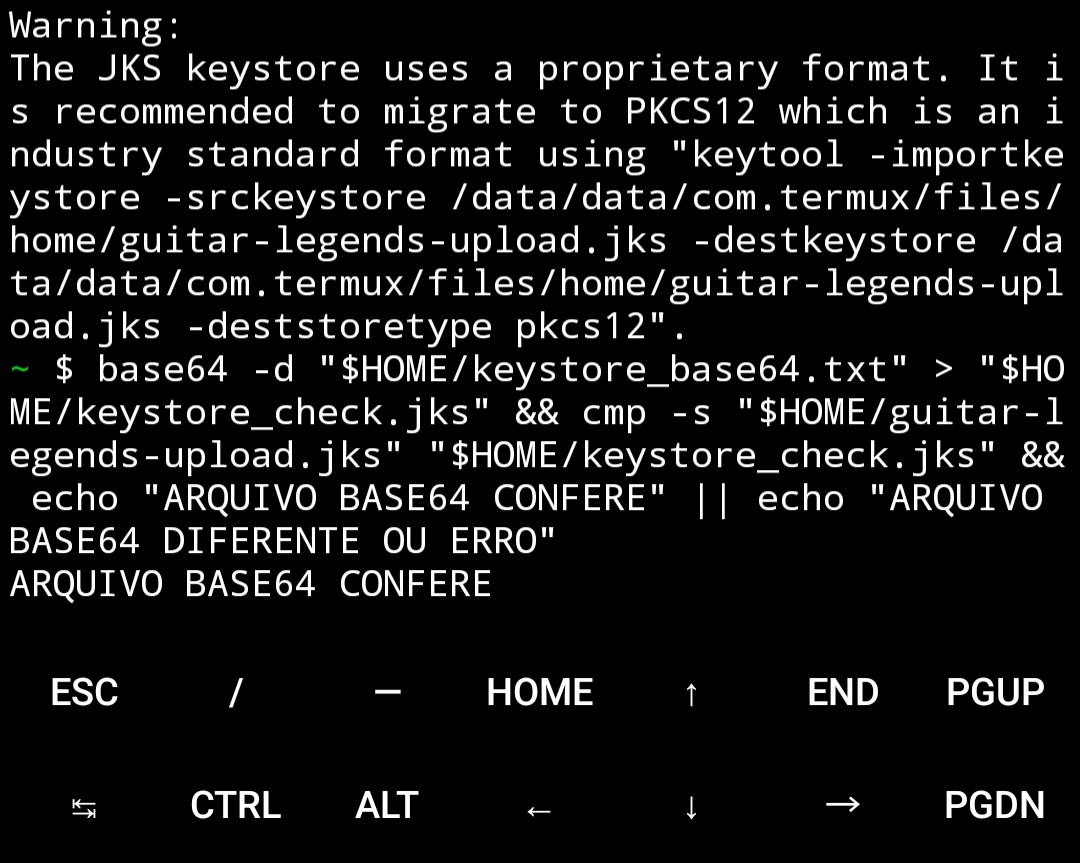 Warning:
The JKS keystore uses a proprietary format. It i
s recommended to migrate to PKCS12 which is an i
ndustry standard format using "keytool -importke
ystore -srckeystore /data/data/com.termux/files/
home/guitar-legends-upload.jks -destkeystore /da
ta/data/com.termux/files/home/guitar-legends-upl
oad.jks -deststoretype pkcs12".
~ $ base64 -d "$HOME/keystore_base64.txt" > "$HO
ME/keystore_check.jks" && cmp -s "$HOME/guitar-l
egends-upload.jks" "$HOME/keystore_check.jks" &&
 echo "ARQUIVO BASE64 CONFERE" || echo "ARQUIVO
BASE64 DIFERENTE OU ERRO"
ARQUIVO BASE64 CONFERE
ESC / — HOME ↑ END PGUP
↹ CTRL ALT ← ↓ → PGDN